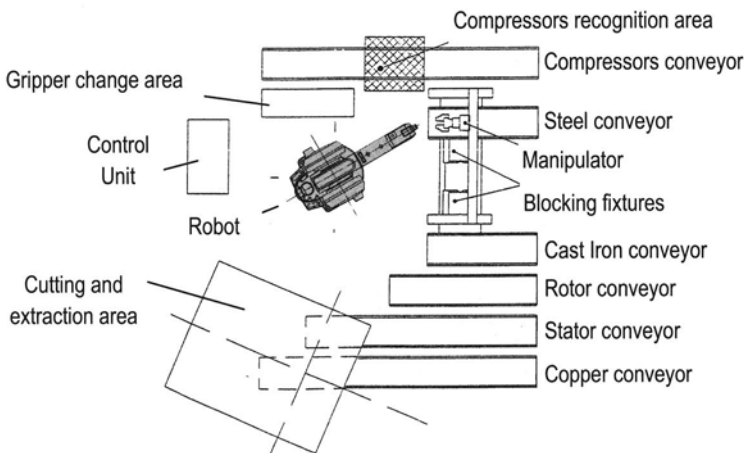 Compressors recognition area
Compressors conveyor
Gripper change area
Steel conveyor
Control
Unit
Manipulator
Blocking fixtures
Robot
Cast Iron conveyor
Cutting and
extraction area
Rotor conveyor
Stator conveyor
Copper conveyor